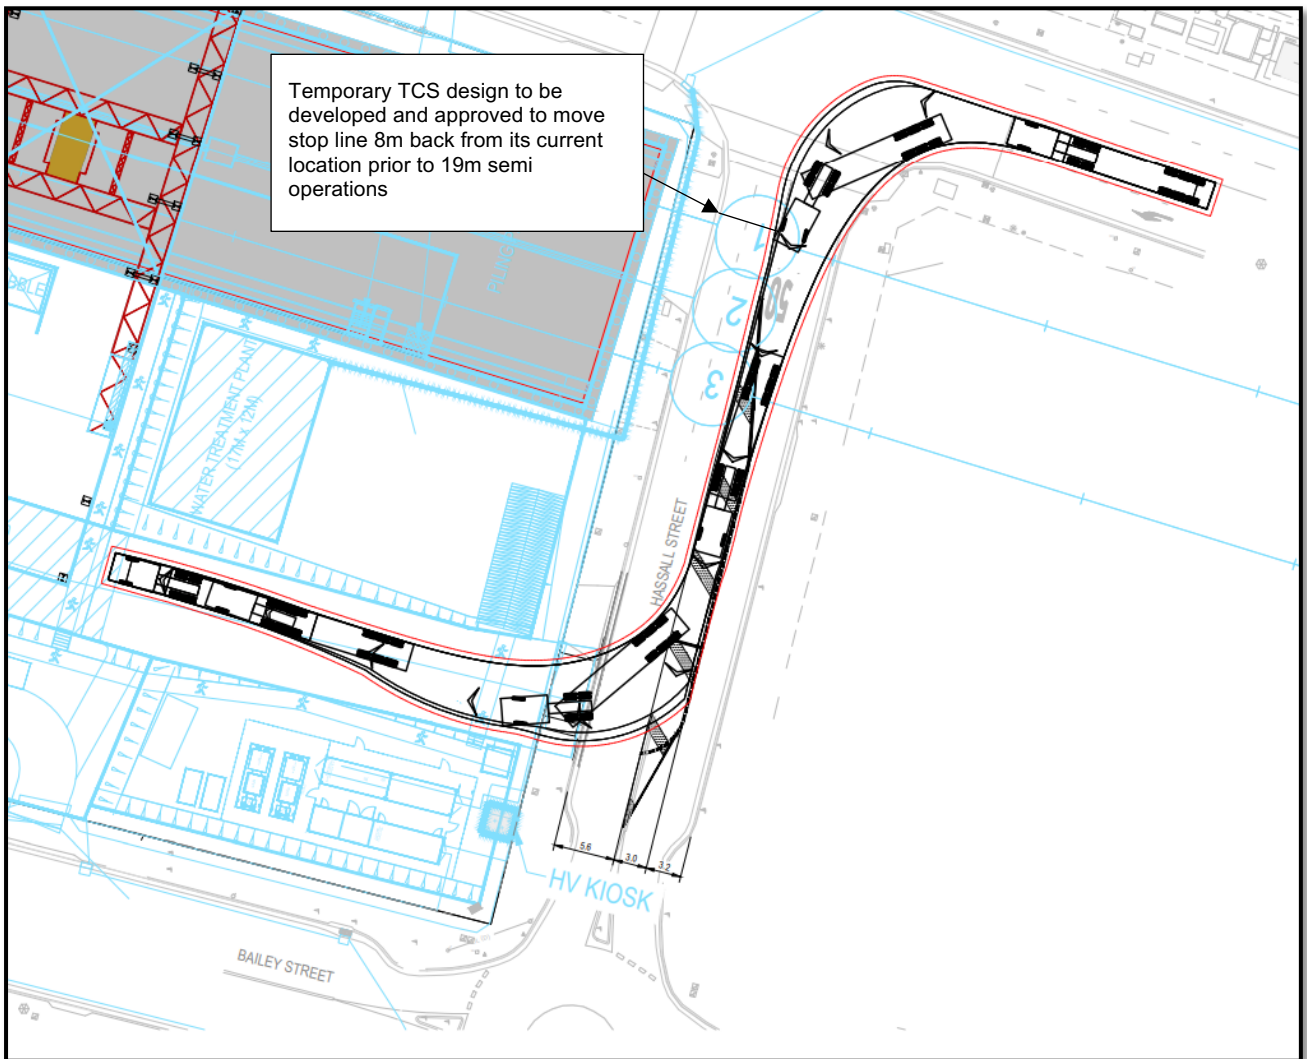 Temporary TCS design to be
developed and approved to move
stop line 8m back from its current
location prior to 19m semi
operations
1
2
3
50
WATER TREATMENT PLANT
(17M x 12M)
HASSALL STREET
5.6
3.0
3.2
HV KIOSK
BAILEY STREET